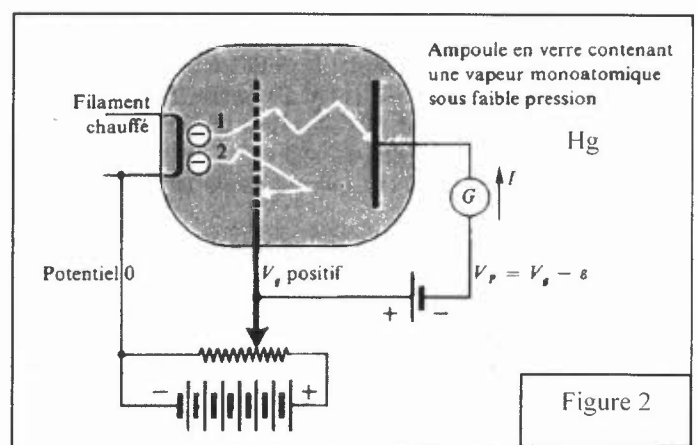 Ampoule en verre contenant
une vapeur monoatomique
sous faible pression
Filament
chauffé
1
2
Hg
G
I
Potentiel 0
V_g positif
V_P = V_g − ε
+ −
− +
Figure 2